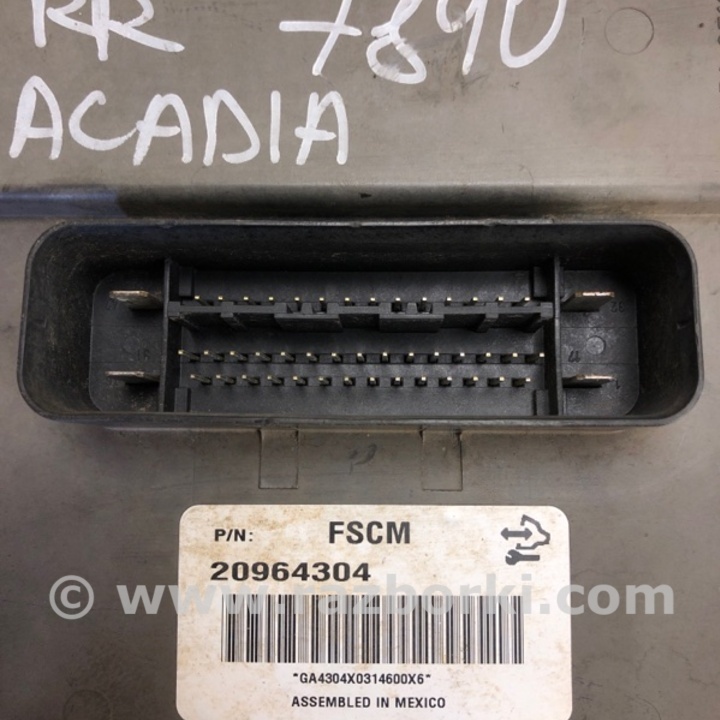 RR 7890
ACADIA
P/N: FSCM
20964304
© www.razborki.com
*GA4304X0314600X6*
ASSEMBLED IN MEXICO